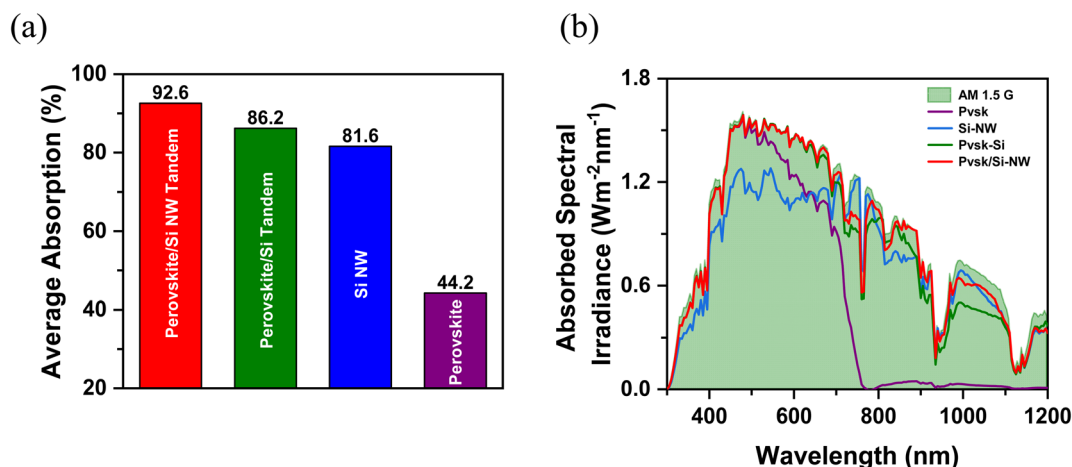 (a)
(b)
Average Absorption (%)
100
80
60
40
20
92.6
86.2
81.6
44.2
Perovskite/Si NW Tandem
Perovskite/Si Tandem
Si NW
Perovskite
Absorbed Spectral
Irradiance (Wm⁻²nm⁻¹)
1.8
1.2
0.6
0.0
AM 1.5 G
Pvsk
Si-NW
Pvsk-Si
Pvsk/Si-NW
400 600 800 1000 1200
Wavelength (nm)